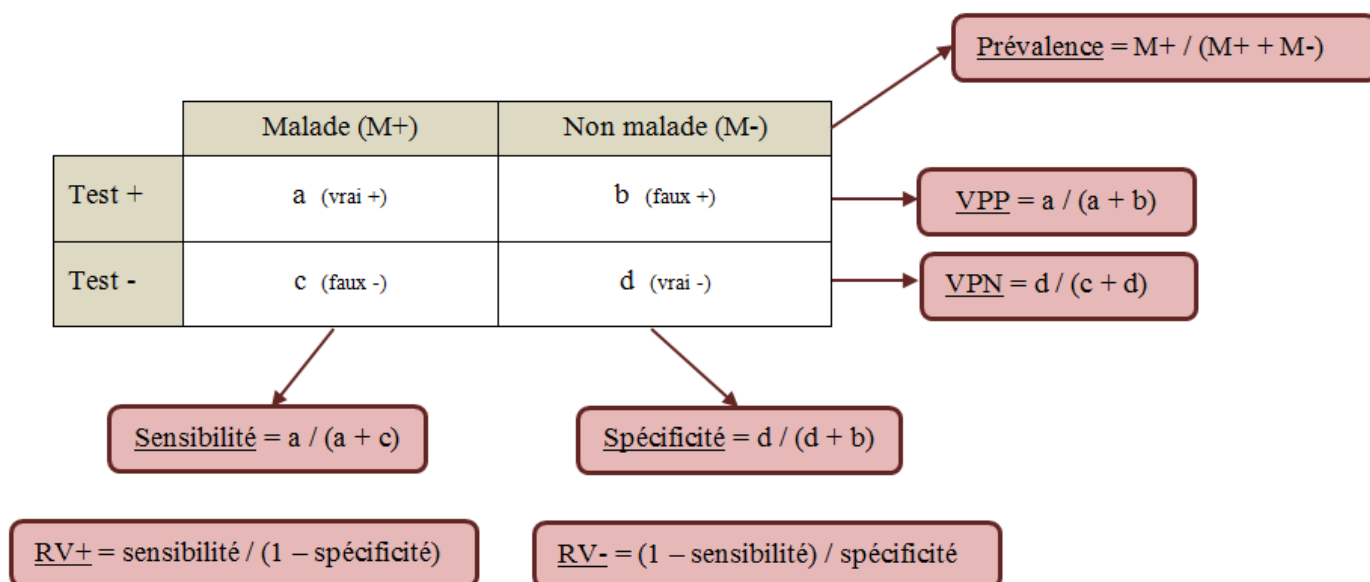 Prévalence = M+ / (M+ + M-)
Malade (M+) Non malade (M-)
Test + a (vrai +) b (faux +) VPP = a / (a + b)
Test - c (faux -) d (vrai -) VPN = d / (c + d)
Sensibilité = a / (a + c) Spécificité = d / (d + b)
RV+ = sensibilité / (1 – spécificité) RV- = (1 – sensibilité) / spécificité